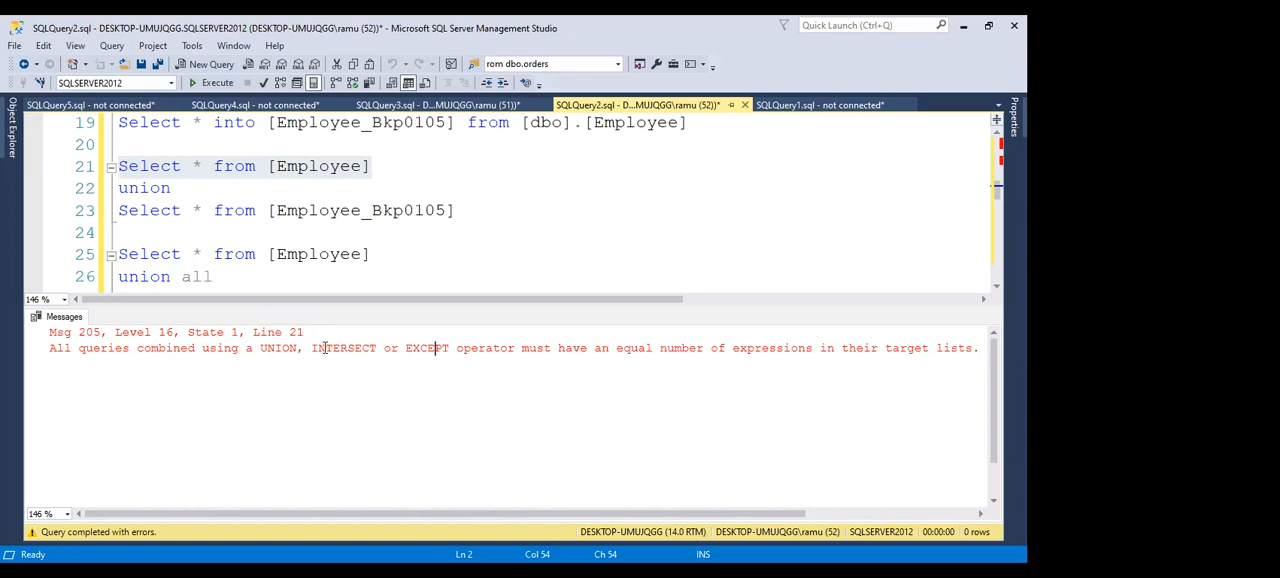 SQLQuery2.sql - DESKTOP-UMUJQGG.SQLSERVER2012 (DESKTOP-UMUJQGG\ramu (52))* - Microsoft SQL Server Management Studio
Quick Launch (Ctrl+Q)
File Edit View Query Project Tools Window Help
New Query
rom dbo.orders
SQLSERVER2012
Execute
SQLQuery5.sql - not connected*
SQLQuery4.sql - not connected*
SQLQuery3.sql - D...MUJQGG\ramu (51))*
SQLQuery2.sql - D...MUJQGG\ramu (52))*
SQLQuery1.sql - not connected*
Object Explorer
Properties
19 Select * into [Employee_Bkp0105] from [dbo].[Employee]
20
21 Select * from [Employee]
22 union
23 Select * from [Employee_Bkp0105]
24
25 Select * from [Employee]
26 union all
146 %
Messages
Msg 205, Level 16, State 1, Line 21
All queries combined using a UNION, INTERSECT or EXCEPT operator must have an equal number of expressions in their target lists.
146 %
Query completed with errors.
DESKTOP-UMUJQGG (14.0 RTM)
DESKTOP-UMUJQGG\ramu (52)
SQLSERVER2012
00:00:00
0 rows
Ready
Ln 2
Col 54
Ch 54
INS